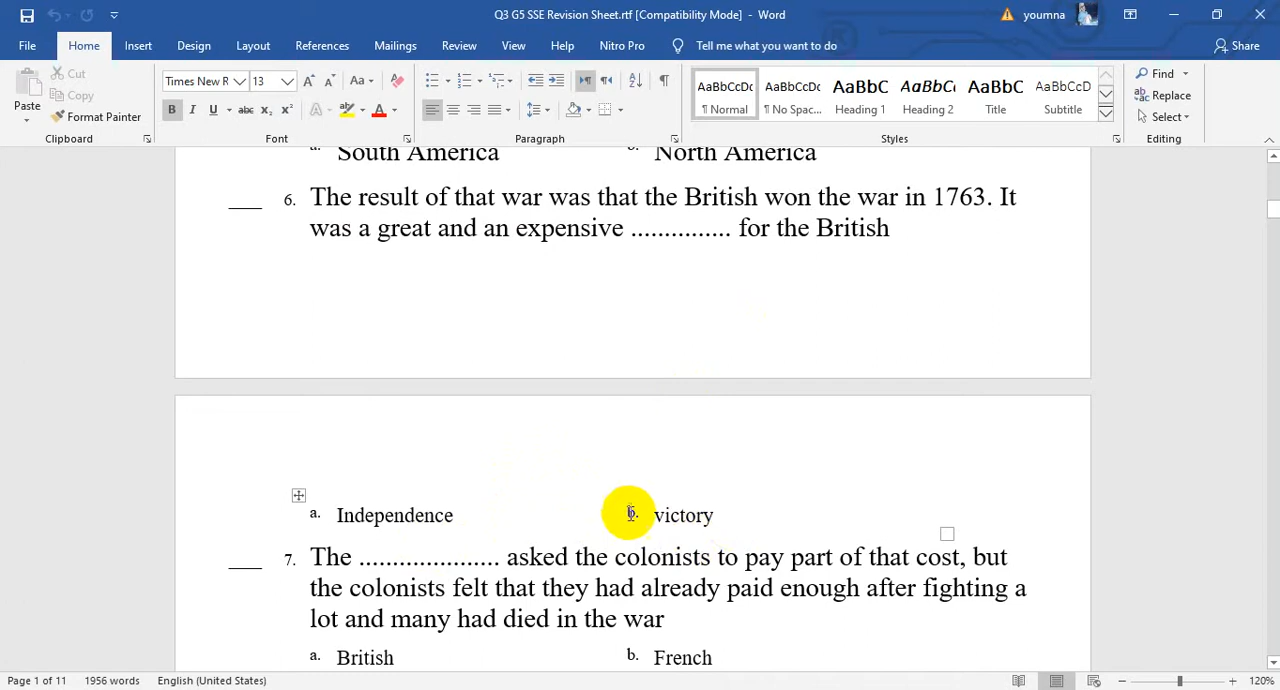 Q3 G5 SSE Revision Sheet.rtf [Compatibility Mode] - Word
youmna
File Home Insert Design Layout References Mailings Review View Help Nitro Pro Tell me what you want to do Share
Paste
Cut
Copy
Format Painter
Clipboard
Times New R 13
B I U abc x₂ x²
Font
Paragraph
AaBbCcDc AaBbCcDc AaBbC AaBbCc AaBbC AaBbCcD
¶ Normal ¶ No Spac... Heading 1 Heading 2 Title Subtitle
Styles
Find
Replace
Select
Editing
a. South America b. North America
____ 6. The result of that war was that the British won the war in 1763. It
was a great and an expensive ............... for the British
a. Independence b. victory
____ 7. The ..................... asked the colonists to pay part of that cost, but
the colonists felt that they had already paid enough after fighting a
lot and many had died in the war
a. British b. French
Page 1 of 11 1956 words English (United States) 120%